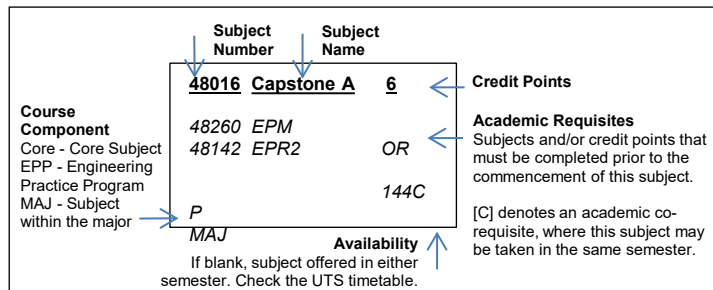 Subject Number
Subject Name
48016 Capstone A 6
Credit Points
48260 EPM
48142 EPR2 OR
144C
P
MAJ
Course
Component
Core - Core Subject
EPP - Engineering
Practice Program
MAJ - Subject
within the major
Academic Requisites
Subjects and/or credit points that
must be completed prior to the
commencement of this subject.
[C] denotes an academic co-
requisite, where this subject may
be taken in the same semester.
Availability
If blank, subject offered in either
semester. Check the UTS timetable.